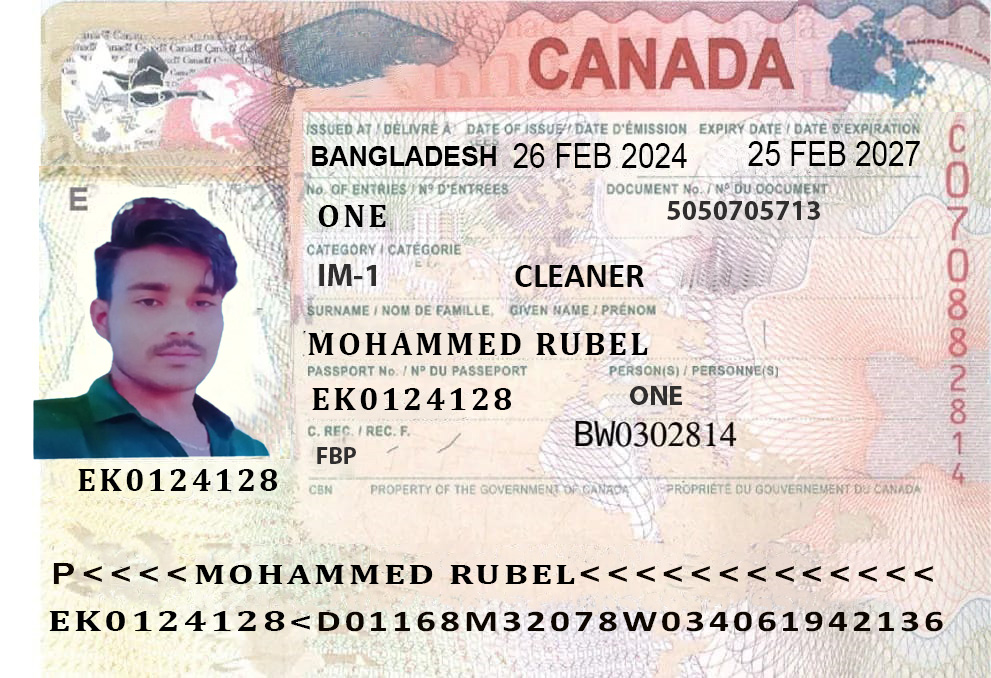 CANADA
ISSUED AT / DÉLIVRÉ À DATE OF ISSUE / DATE D'ÉMISSION EXPIRY DATE / DATE D'EXPIRATION
BANGLADESH 26 FEB 2024 25 FEB 2027
No. OF ENTRIES / Nº D'ENTRÉES DOCUMENT No. / Nº DU DOCUMENT
E
ONE 5050705713
CATEGORY / CATÉGORIE
IM-1 CLEANER
SURNAME / NOM DE FAMILLE, GIVEN NAME / PRÉNOM
MOHAMMED RUBEL
PASSPORT No. / Nº DU PASSEPORT PERSON(S) / PERSONNE(S)
EK0124128 ONE
C. REC. / REC. F. BW0302814
FBP
EK0124128
CBN PROPERTY OF THE GOVERNMENT OF CANADA PROPRIÉTÉ DU GOUVERNEMENT DU CANADA
C070882814
P<<<<MOHAMMED RUBEL<<<<<<<<<<<<<
EK0124128<D01168M32078W034061942136